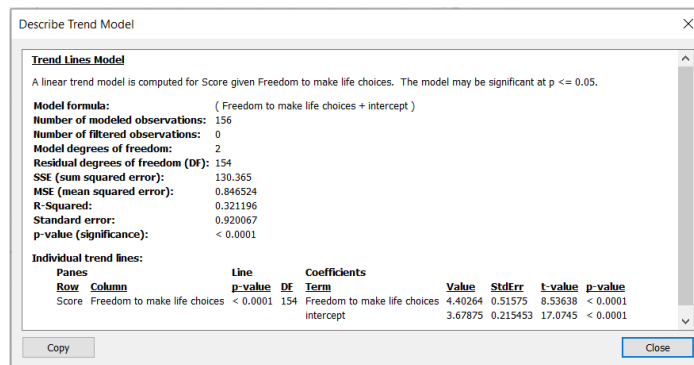 Describe Trend Model
Trend Lines Model
A linear trend model is computed for Score given Freedom to make life choices. The model may be significant at p <= 0.05.
Model formula: ( Freedom to make life choices + intercept )
Number of modeled observations: 156
Number of filtered observations: 0
Model degrees of freedom: 2
Residual degrees of freedom (DF): 154
SSE (sum squared error): 130.365
MSE (mean squared error): 0.846524
R-Squared: 0.321196
Standard error: 0.920067
p-value (significance): < 0.0001
Individual trend lines:
Panes Line Coefficients
Row Column p-value DF Term Value StdErr t-value p-value
Score Freedom to make life choices < 0.0001 154 Freedom to make life choices 4.40264 0.51575 8.53638 < 0.0001
intercept 3.67875 0.215453 17.0745 < 0.0001
Copy Close